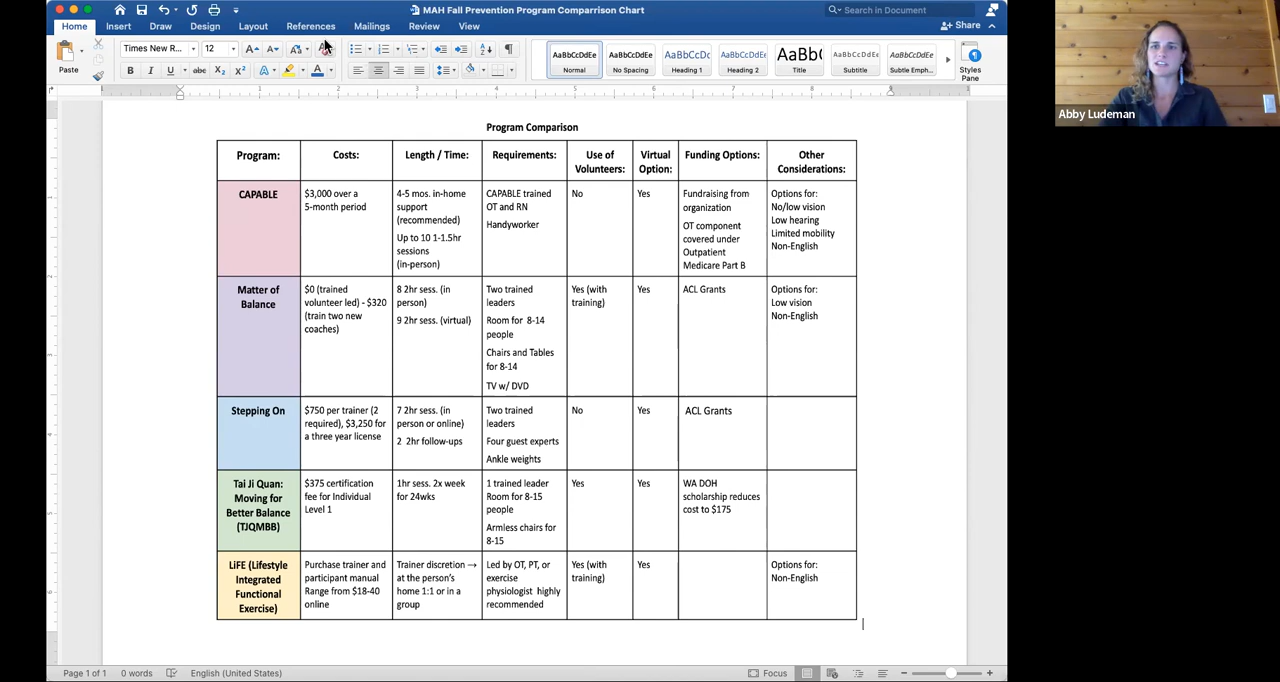 MAH Fall Prevention Program Comparrison Chart
Search in Document
Home Insert Draw Design Layout References Mailings Review View
Share
Paste
Times New R... 12
AaBbCcDdEe AaBbCcDdEe AaBbCcDc AaBbCcDdEe AaBb( AaBbCcDdEe AaBbCcDdEe
Normal No Spacing Heading 1 Heading 2 Title Subtitle Subtle Emph...
Styles
Pane
Abby Ludeman
Program Comparison
Program:
Costs:
Length / Time:
Requirements:
Use of
Volunteers:
Virtual
Option:
Funding Options:
Other
Considerations:
CAPABLE
$3,000 over a
5-month period
4-5 mos. in-home
support
(recommended)
Up to 10 1-1.5hr
sessions
(in-person)
CAPABLE trained
OT and RN
Handyworker
No
Yes
Fundraising from
organization
OT component
covered under
Outpatient
Medicare Part B
Options for:
No/low vision
Low hearing
Limited mobility
Non-English
Matter of
Balance
$0 (trained
volunteer led) - $320
(train two new
coaches)
8 2hr sess. (in
person)
9 2hr sess. (virtual)
Two trained
leaders
Room for 8-14
people
Chairs and Tables
for 8-14
TV w/ DVD
Yes (with
training)
Yes
ACL Grants
Options for:
Low vision
Non-English
Stepping On
$750 per trainer (2
required), $3,250 for
a three year license
7 2hr sess. (in
person or online)
2 2hr follow-ups
Two trained
leaders
Four guest experts
Ankle weights
No
Yes
ACL Grants
Tai Ji Quan:
Moving for
Better Balance
(TJQMBB)
$375 certification
fee for Individual
Level 1
1hr sess. 2x week
for 24wks
1 trained leader
Room for 8-15
people
Armless chairs for
8-15
Yes
Yes
WA DOH
scholarship reduces
cost to $175
LiFE (Lifestyle
Integrated
Functional
Exercise)
Purchase trainer and
participant manual
Range from $18-40
online
Trainer discretion →
at the person's
home 1:1 or in a
group
Led by OT, PT, or
exercise
physiologist highly
recommended
Yes (with
training)
Yes
Options for:
Non-English
Page 1 of 1 0 words English (United States) Focus